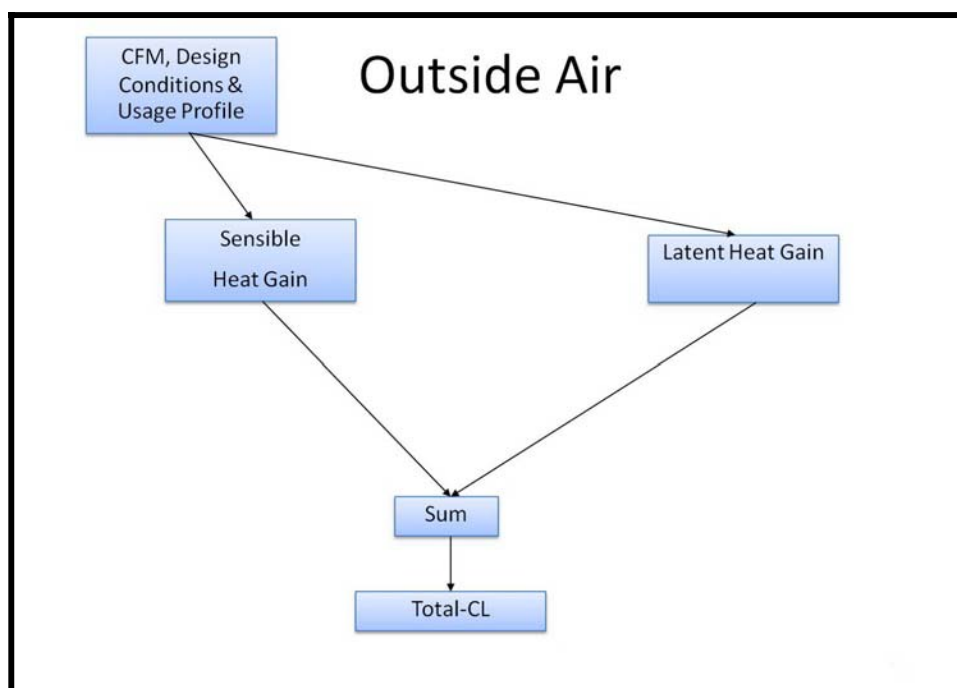 Outside Air
CFM, Design
Conditions &
Usage Profile
Sensible
Heat Gain
Latent Heat Gain
Sum
Total-CL